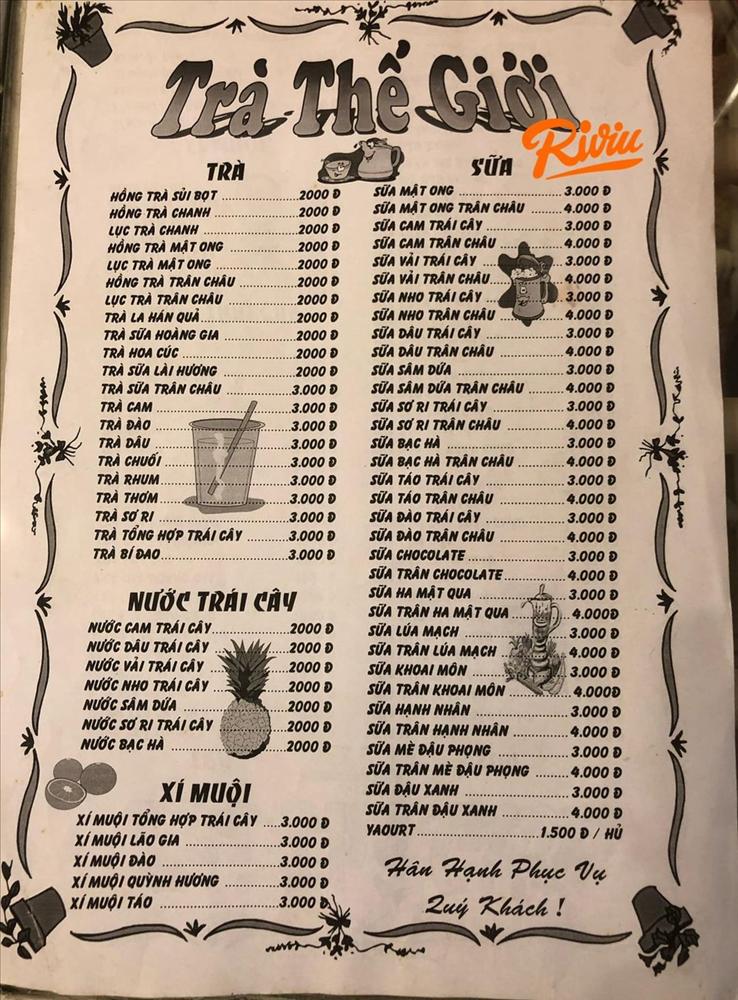 Trà Thế Giới
Riviu
TRÀ
HỒNG TRÀ SỦI BỌT ....................2000 Đ
HỒNG TRÀ CHANH ....................2000 Đ
LỤC TRÀ CHANH ....................2000 Đ
HỒNG TRÀ MẬT ONG ....................2000 Đ
LỤC TRÀ MẬT ONG ....................2000 Đ
HỒNG TRÀ TRÂN CHÂU ....................2000 Đ
LỤC TRÀ TRÂN CHÂU ....................2000 Đ
TRÀ LA HÁN QUẢ....................2000 Đ
TRÀ SỮA HOÀNG GIA ....................2000 Đ
TRÀ HOA CÚC....................2000 Đ
TRÀ SỮA LÀI HƯƠNG ....................2000 Đ
TRÀ SỮA TRÂN CHÂU ....................3.000 Đ
TRÀ CAM ....................3.000 Đ
TRÀ ĐÀO....................3.000 Đ
TRÀ DÂU ....................3.000 Đ
TRÀ CHUỐI ....................3.000 Đ
TRÀ RHUM....................3.000 Đ
TRÀ THƠM ....................3.000 Đ
TRÀ SƠ RI ....................3.000 Đ
TRÀ TỔNG HỢP TRÁI CÂY ....................3.000 Đ
TRÀ BÍ ĐAO....................3.000 Đ
NƯỚC TRÁI CÂY
NƯỚC CAM TRÁI CÂY....................2000 Đ
NƯỚC DÂU TRÁI CÂY ....................2000 Đ
NƯỚC VẢI TRÁI CÂY ....................2000 Đ
NƯỚC NHO TRÁI CÂY ....................2000 Đ
NƯỚC SÂM DỨA ....................2000 Đ
NƯỚC SƠ RI TRÁI CÂY ....................2000 Đ
NƯỚC BẠC HÀ ....................2000 Đ
XÍ MUỘI
XÍ MUỘI TỔNG HỢP TRÁI CÂY ....3.000 Đ
XÍ MUỘI LÃO GIA ....................3.000 Đ
XÍ MUỘI ĐÀO....................3.000 Đ
XÍ MUỘI QUỲNH HƯƠNG ............3.000 Đ
XÍ MUỘI TÁO ....................3.000 Đ
SỮA
SỮA MẬT ONG ....................3.000 Đ
SỮA MẬT ONG TRÂN CHÂU ........4.000 Đ
SỮA CAM TRÁI CÂY ....................3.000 Đ
SỮA CAM TRÂN CHÂU ....................4.000 Đ
SỮA VẢI TRÁI CÂY ....................3.000 Đ
SỮA VẢI TRÂN CHÂU....................4.000 Đ
SỮA NHO TRÁI CÂY ....................3.000 Đ
SỮA NHO TRÂN CHÂU ....................4.000 Đ
SỮA DÂU TRÁI CÂY ....................3.000 Đ
SỮA DÂU TRÂN CHÂU ....................4.000 Đ
SỮA SÂM DỨA ....................3.000 Đ
SỮA SÂM DỨA TRÂN CHÂU ..........4.000 Đ
SỮA SƠ RI TRÁI CÂY ....................3.000 Đ
SỮA SƠ RI TRÂN CHÂU ....................4.000 Đ
SỮA BẠC HÀ ....................3.000 Đ
SỮA BẠC HÀ TRÂN CHÂU ............4.000 Đ
SỮA TÁO TRÁI CÂY ....................3.000 Đ
SỮA TÁO TRÂN CHÂU ....................4.000 Đ
SỮA ĐÀO TRÁI CÂY ....................3.000 Đ
SỮA ĐÀO TRÂN CHÂU ....................4.000 Đ
SỮA CHOCOLATE....................3.000 Đ
SỮA TRÂN CHOCOLATE..............4.000 Đ
SỮA HA MẬT QUA ....................3.000 Đ
SỮA TRÂN HA MẬT QUA ............4.000Đ
SỮA LÚA MẠCH ....................3.000 Đ
SỮA TRÂN LÚA MẠCH ....................4.000 Đ
SỮA KHOAI MÔN ....................3.000 Đ
SỮA TRÂN KHOAI MÔN ..............4.000Đ
SỮA HẠNH NHÂN ....................3.000 Đ
SỮA TRÂN HẠNH NHÂN ..............4.000 Đ
SỮA MÈ ĐẬU PHỌNG ....................3.000 Đ
SỮA TRÂN MÈ ĐẬU PHỌNG ........4.000 Đ
SỮA ĐẬU XANH ....................3.000 Đ
SỮA TRÂN ĐẬU XANH ..............4.000 Đ
YAOURT....................1.500 Đ / HỦ
Hân Hạnh Phục Vụ
Quý Khách !